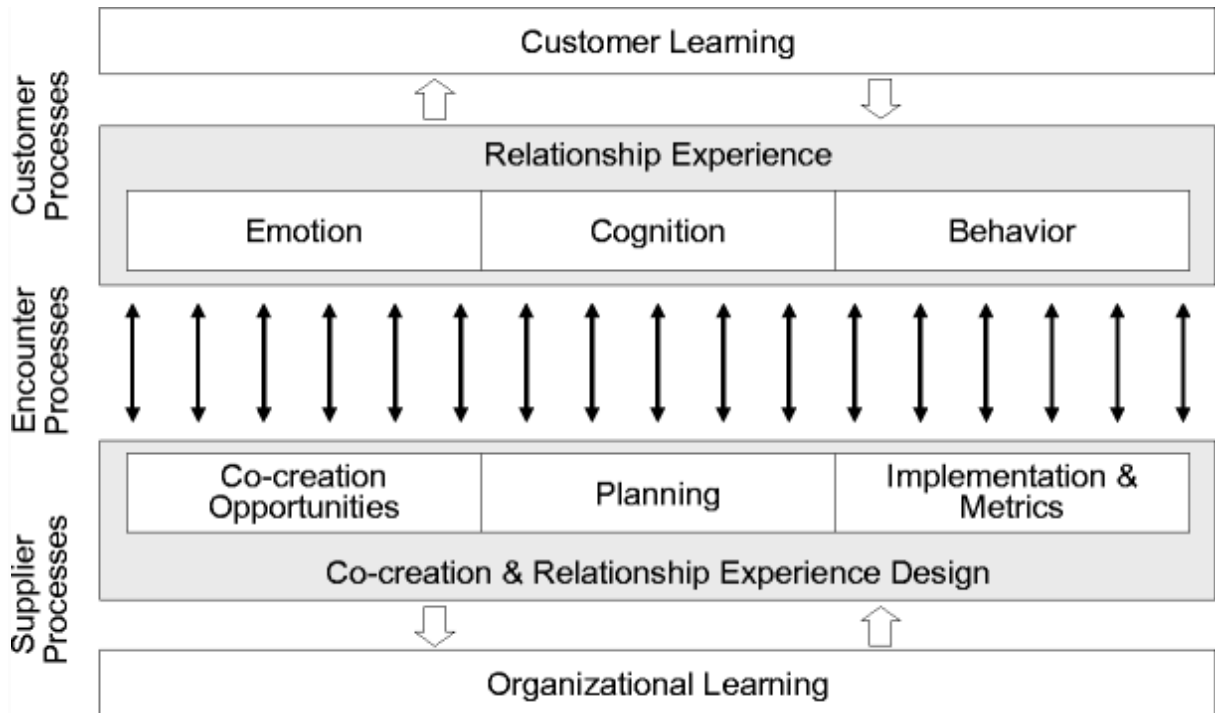 Customer Learning
Customer
Processes
Relationship Experience
Emotion
Cognition
Behavior
Encounter
Processes
Co-creation
Opportunities
Planning
Implementation &
Metrics
Co-creation & Relationship Experience Design
Supplier
Processes
Organizational Learning